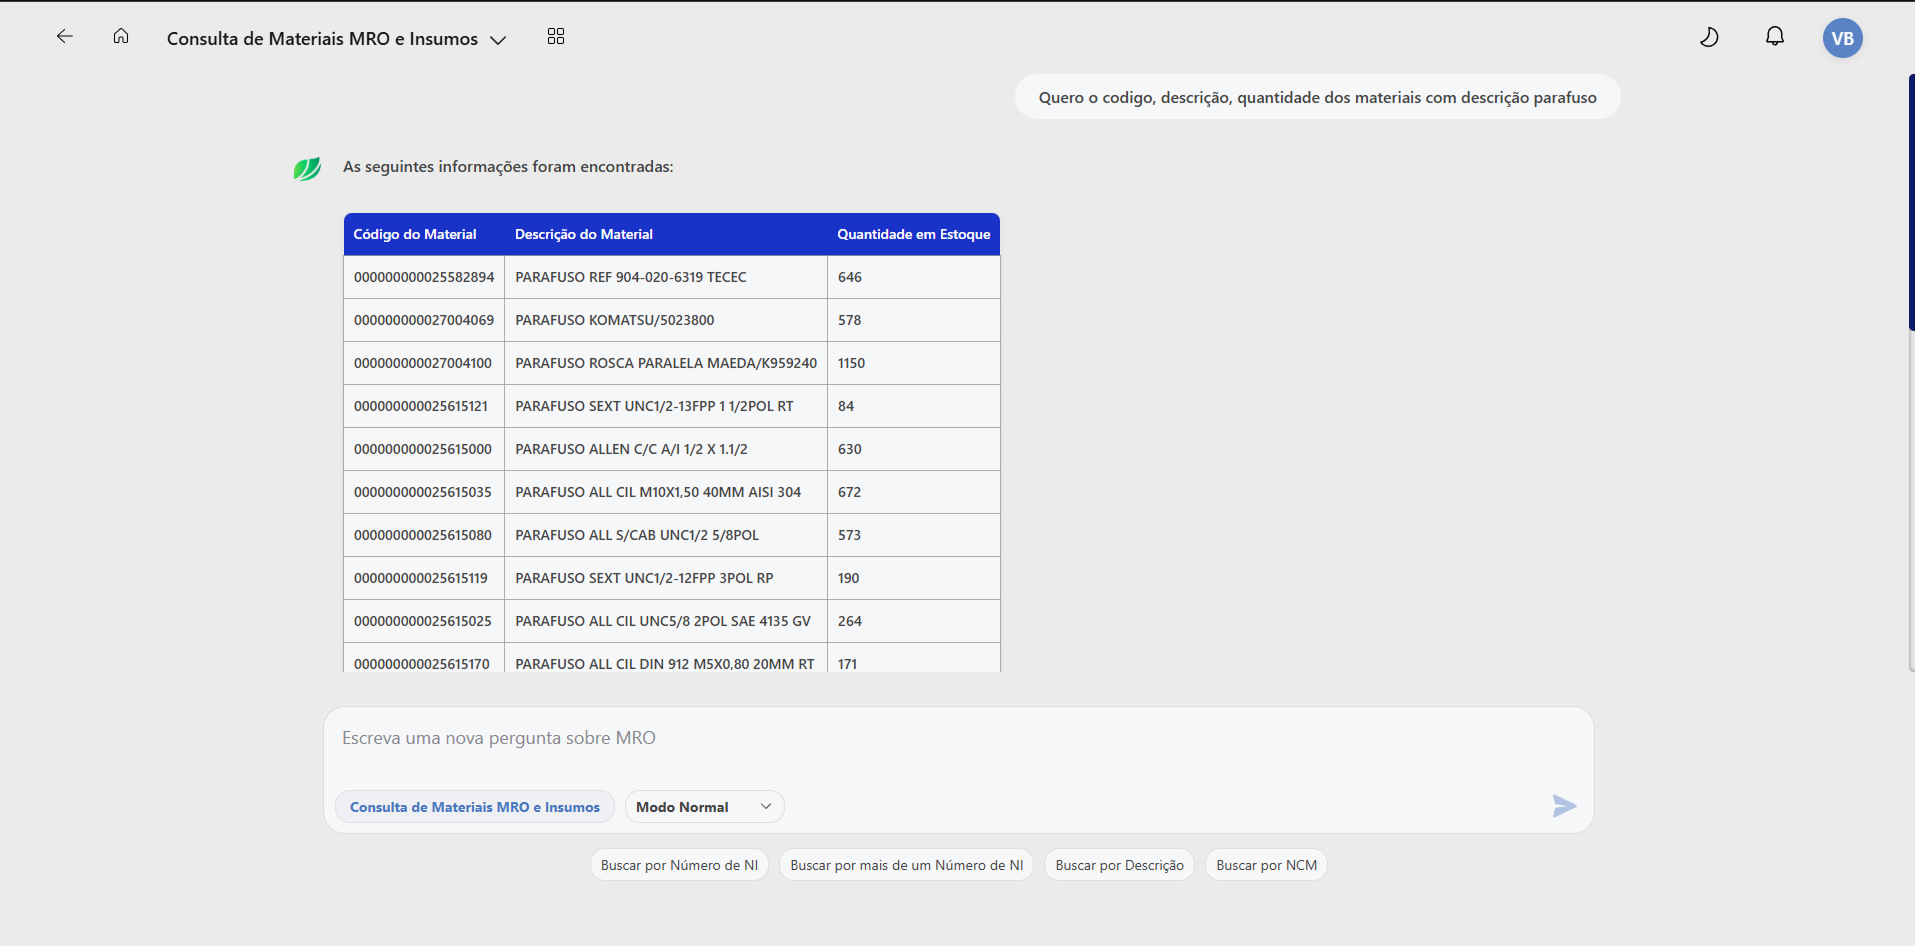 Consulta de Materiais MRO e Insumos
VB
Quero o codigo, descrição, quantidade dos materiais com descrição parafuso
As seguintes informações foram encontradas:
Código do Material Descrição do Material Quantidade em Estoque
000000000025582894 PARAFUSO REF 904-020-6319 TECEC 646
000000000027004069 PARAFUSO KOMATSU/5023800 578
000000000027004100 PARAFUSO ROSCA PARALELA MAEDA/K959240 1150
000000000025615121 PARAFUSO SEXT UNC1/2-13FPP 1 1/2POL RT 84
000000000025615000 PARAFUSO ALLEN C/C A/I 1/2 X 1.1/2 630
000000000025615035 PARAFUSO ALL CIL M10X1,50 40MM AISI 304 672
000000000025615080 PARAFUSO ALL S/CAB UNC1/2 5/8POL 573
000000000025615119 PARAFUSO SEXT UNC1/2-12FPP 3POL RP 190
000000000025615025 PARAFUSO ALL CIL UNC5/8 2POL SAE 4135 GV 264
000000000025615170 PARAFUSO ALL CIL DIN 912 M5X0,80 20MM RT 171
Escreva uma nova pergunta sobre MRO
Consulta de Materiais MRO e Insumos Modo Normal
Buscar por Número de NI Buscar por mais de um Número de NI Buscar por Descrição Buscar por NCM